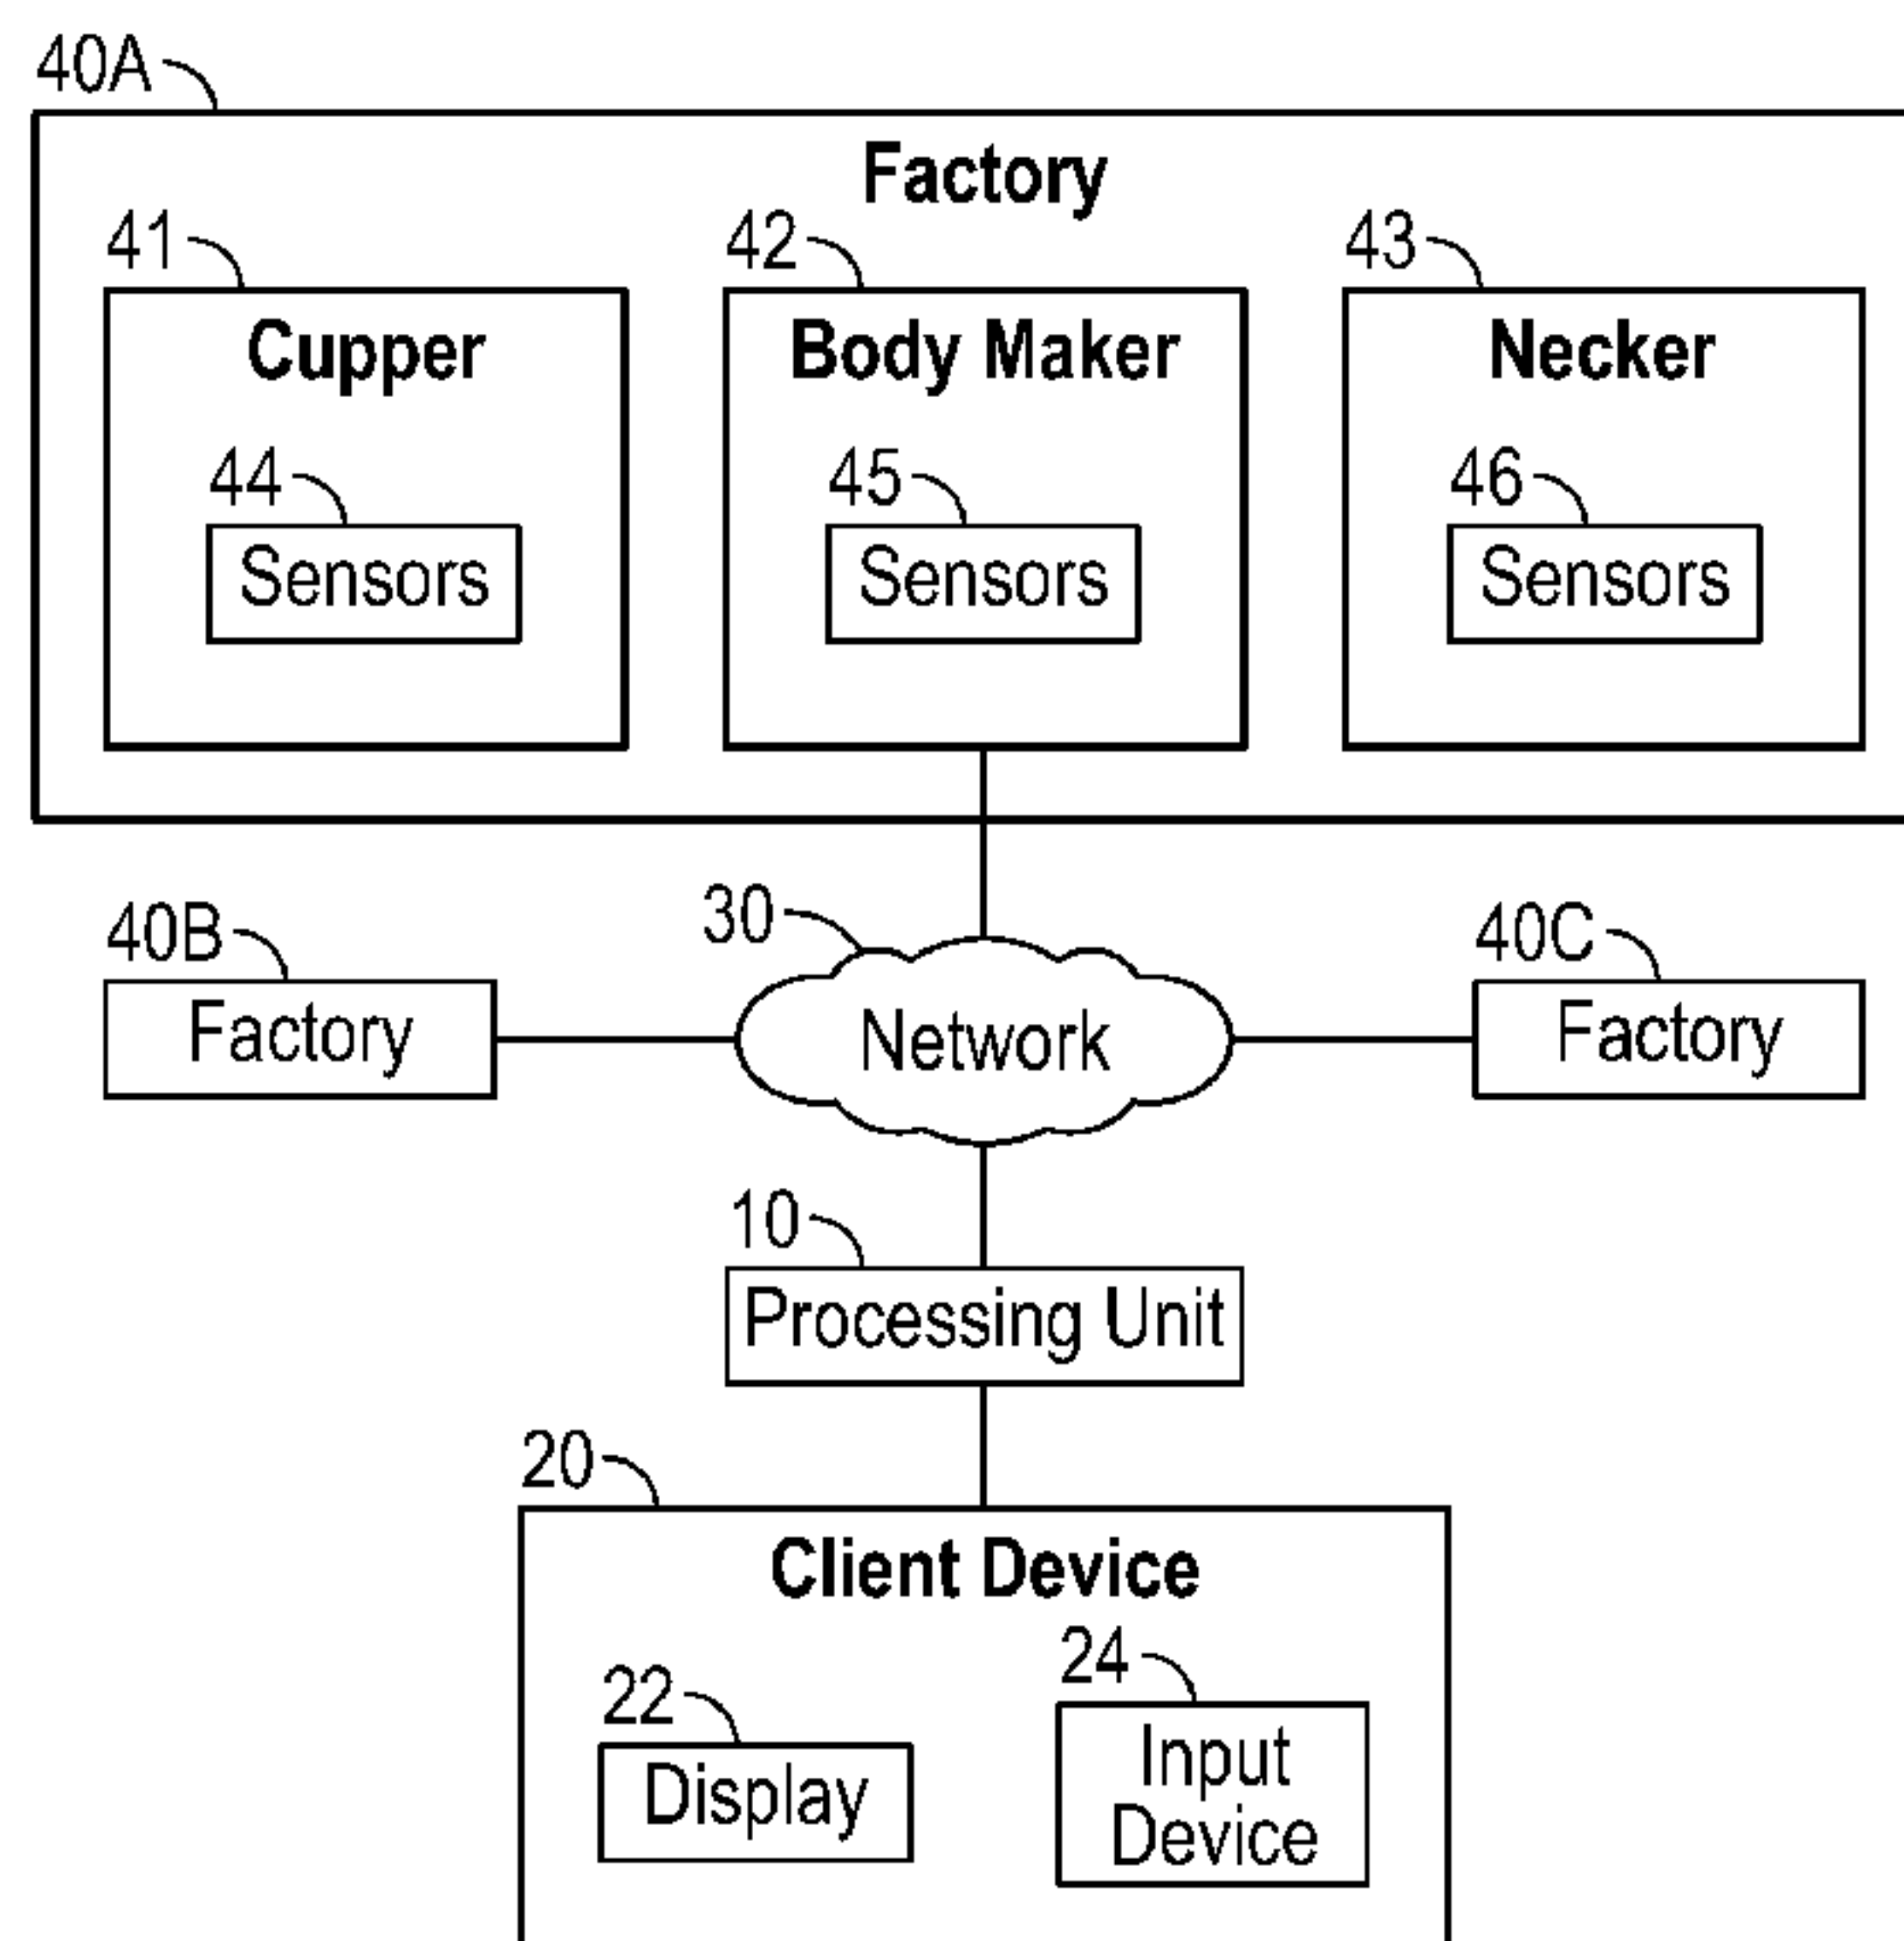 40A
Factory
41
42
43
Cupper
Body Maker
Necker
44
45
46
Sensors
Sensors
Sensors
30
40B
40C
Factory
Network
Factory
10
Processing Unit
20
Client Device
24
22
Input
Device
Display